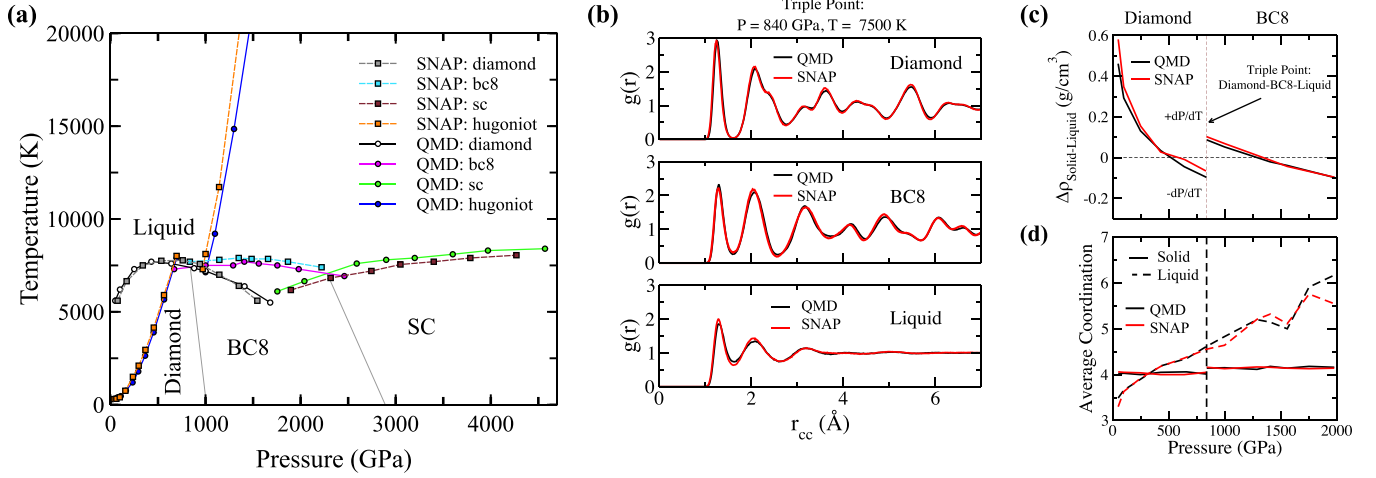 (a)
20000
15000
10000
5000
0
Temperature (K)
SNAP: diamond
SNAP: bc8
SNAP: sc
SNAP: hugoniot
QMD: diamond
QMD: bc8
QMD: sc
QMD: hugoniot
Liquid
Diamond
BC8
SC
0
1000
2000
3000
4000
Pressure (GPa)
(b)
Triple Point:
P = 840 GPa, T = 7500 K
g(r)
3
2
1
0
QMD
SNAP
Diamond
g(r)
3
2
1
0
QMD
SNAP
BC8
g(r)
3
2
1
0
QMD
SNAP
Liquid
0
2
4
6
r_cc (Å)
(c)
Diamond
BC8
0.6
0.4
0.2
0
-0.2
Δρ_Solid-Liquid (g/cm³)
QMD
SNAP
Triple Point:
Diamond-BC8-Liquid
+dP/dT
-dP/dT
(d)
7
6
5
4
3
Average Coordination
Solid
Liquid
QMD
SNAP
0
500
1000
1500
2000
Pressure (GPa)